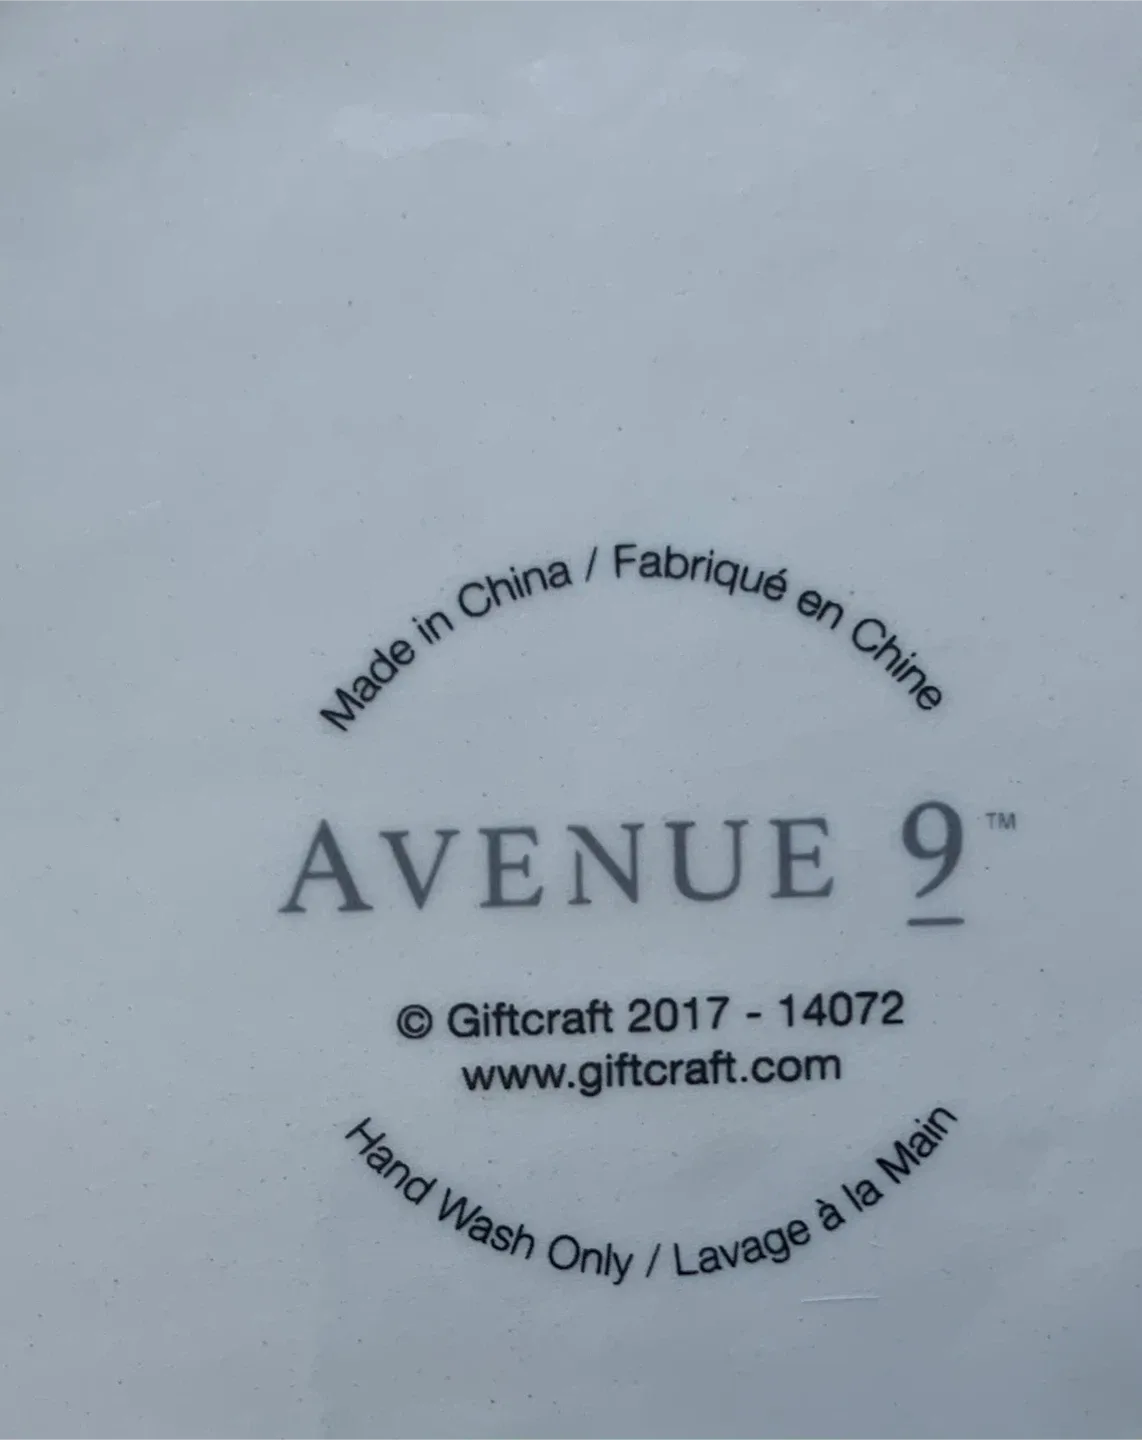 Made in China / Fabriqué en Chine
AVENUE 9™
© Giftcraft 2017 - 14072
www.giftcraft.com
Hand Wash Only / Lavage à la Main